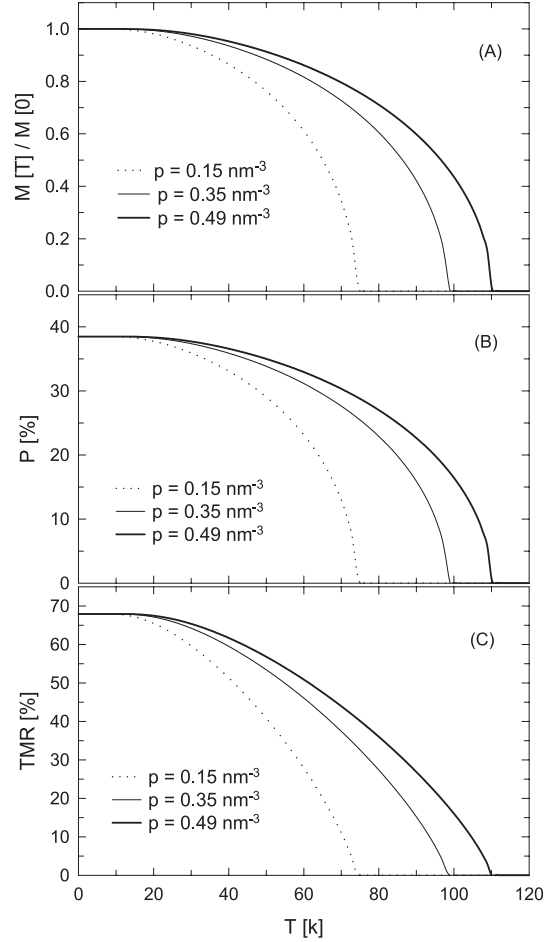 1.0
0.8
0.6
0.4
0.2
0.0
M [T] / M [0]
(A)
p = 0.15 nm⁻³
p = 0.35 nm⁻³
p = 0.49 nm⁻³
40
30
20
10
0
P [%]
(B)
p = 0.15 nm⁻³
p = 0.35 nm⁻³
p = 0.49 nm⁻³
70
60
50
40
30
20
10
0
TMR [%]
(C)
p = 0.15 nm⁻³
p = 0.35 nm⁻³
p = 0.49 nm⁻³
0 20 40 60 80 100 120
T [k]